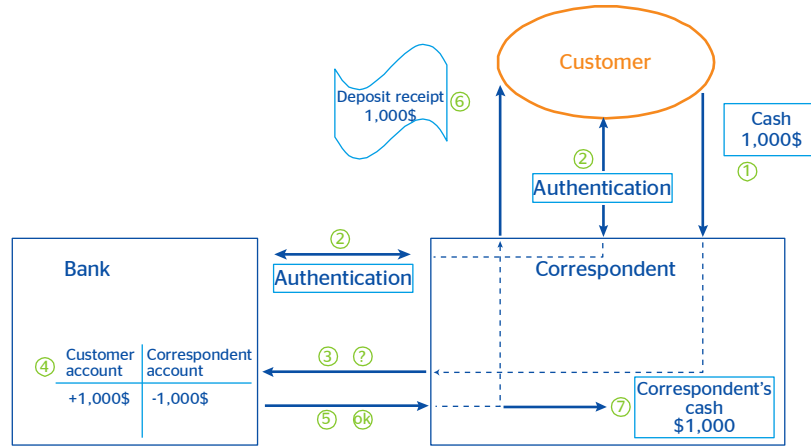 Customer
Deposit receipt
1,000$
⑥
Cash
1,000$
①
②
Authentication
②
Authentication
Bank
Correspondent
③ ?
④
Customer account
Correspondent account
+1,000$
-1,000$
⑤ ok
⑦
Correspondent's
cash
$1,000